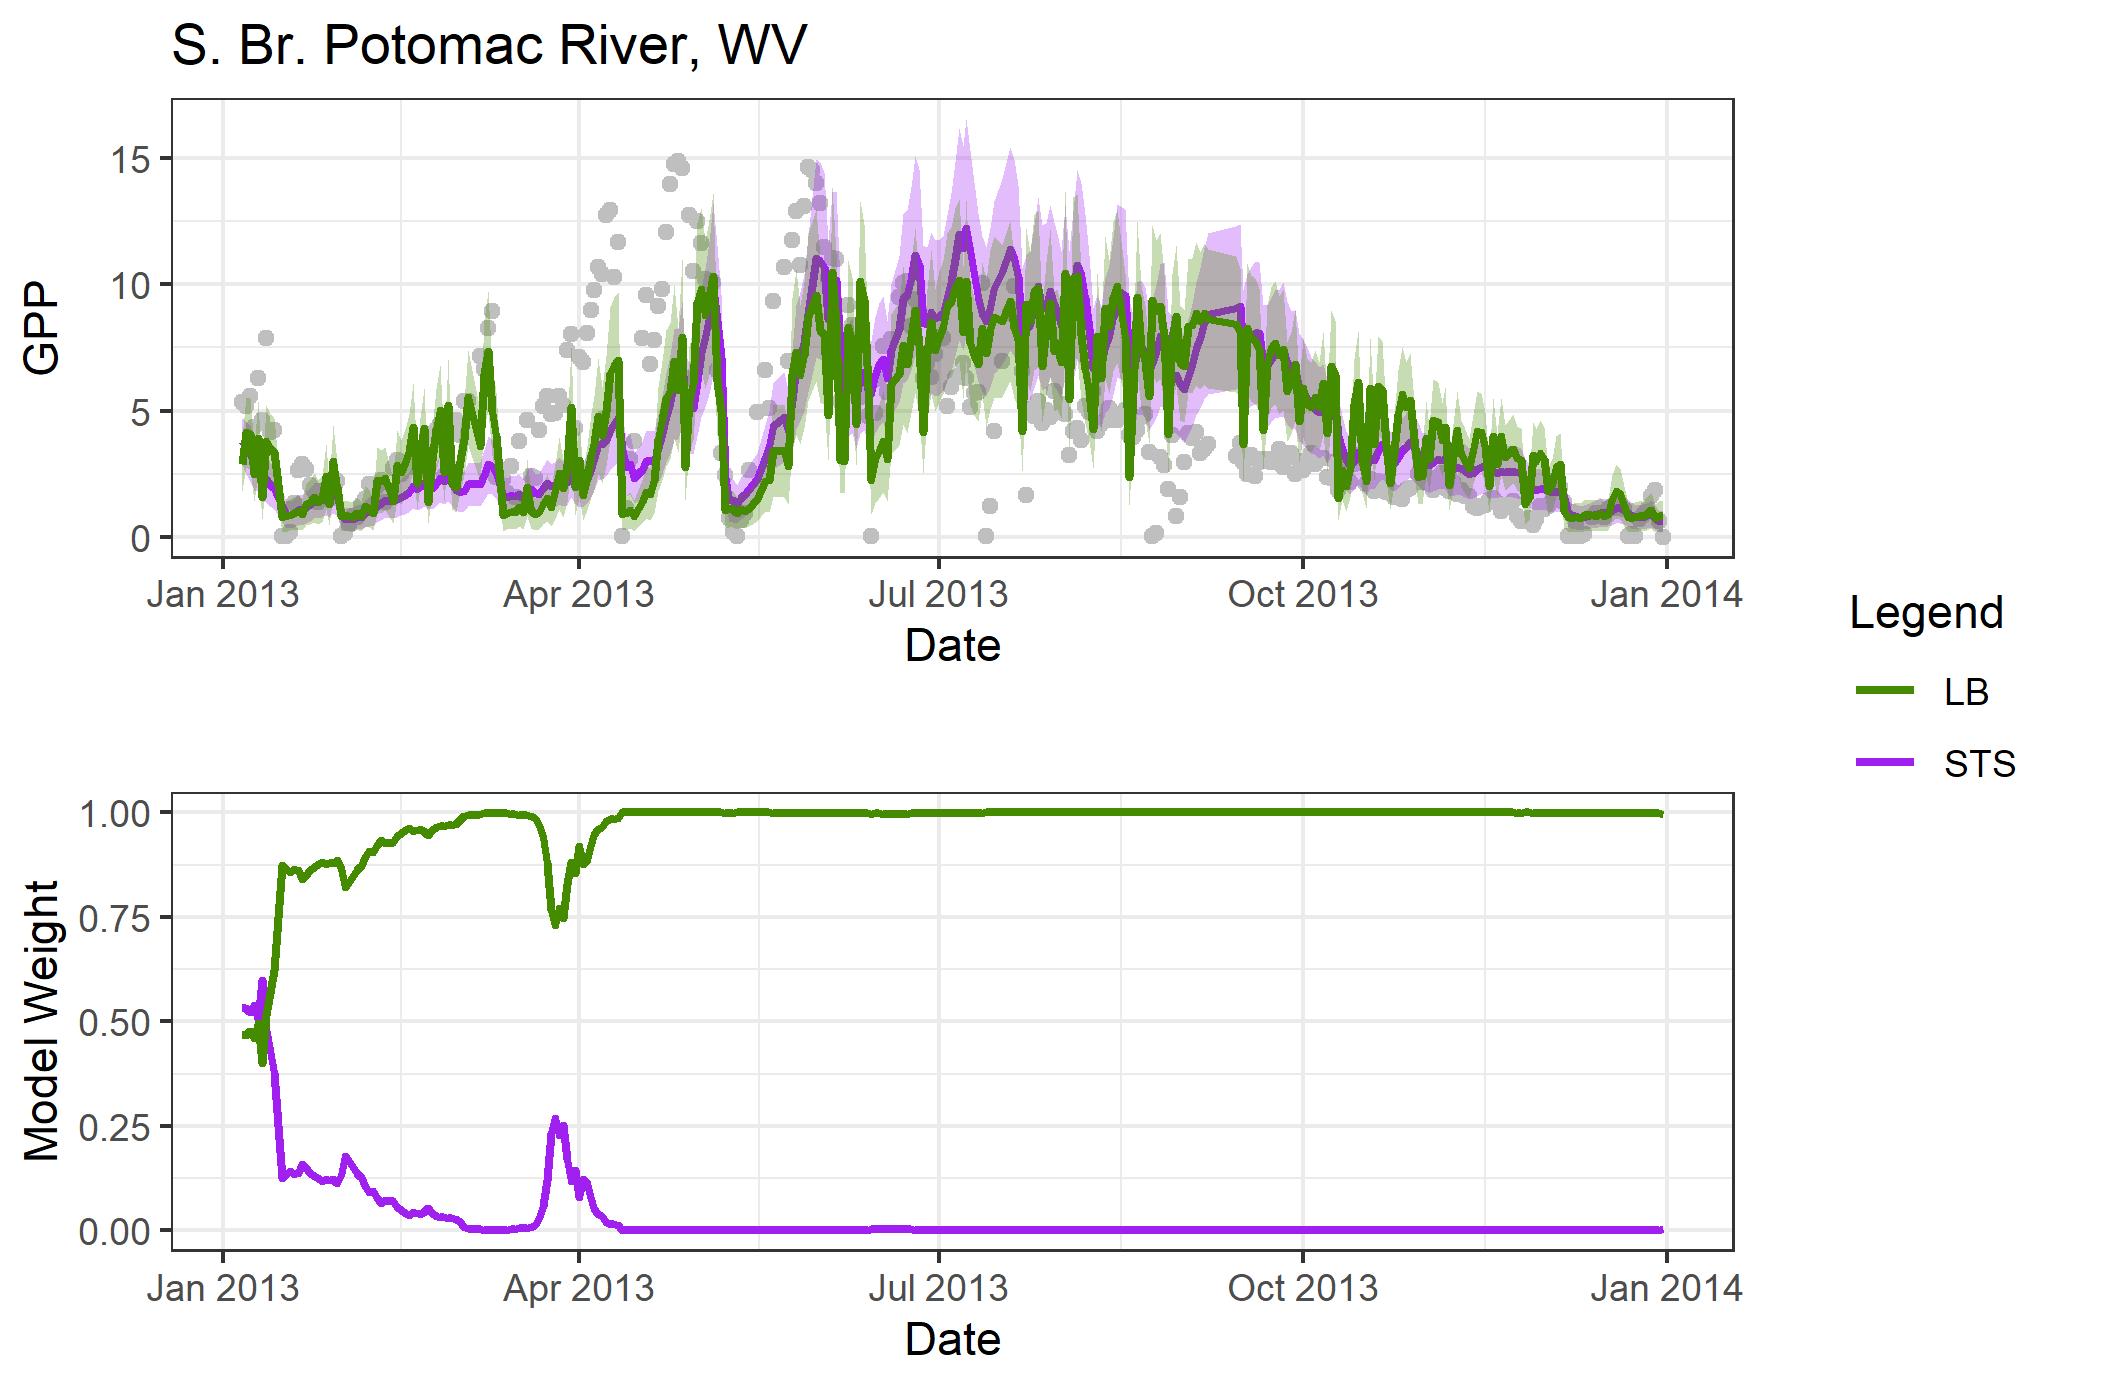 S. Br. Potomac River, WV
GPP
15
10
5
0
Jan 2013 Apr 2013 Jul 2013 Oct 2013 Jan 2014
Date
Legend
LB
STS
Model Weight
1.00
0.75
0.50
0.25
0.00
Jan 2013 Apr 2013 Jul 2013 Oct 2013 Jan 2014
Date